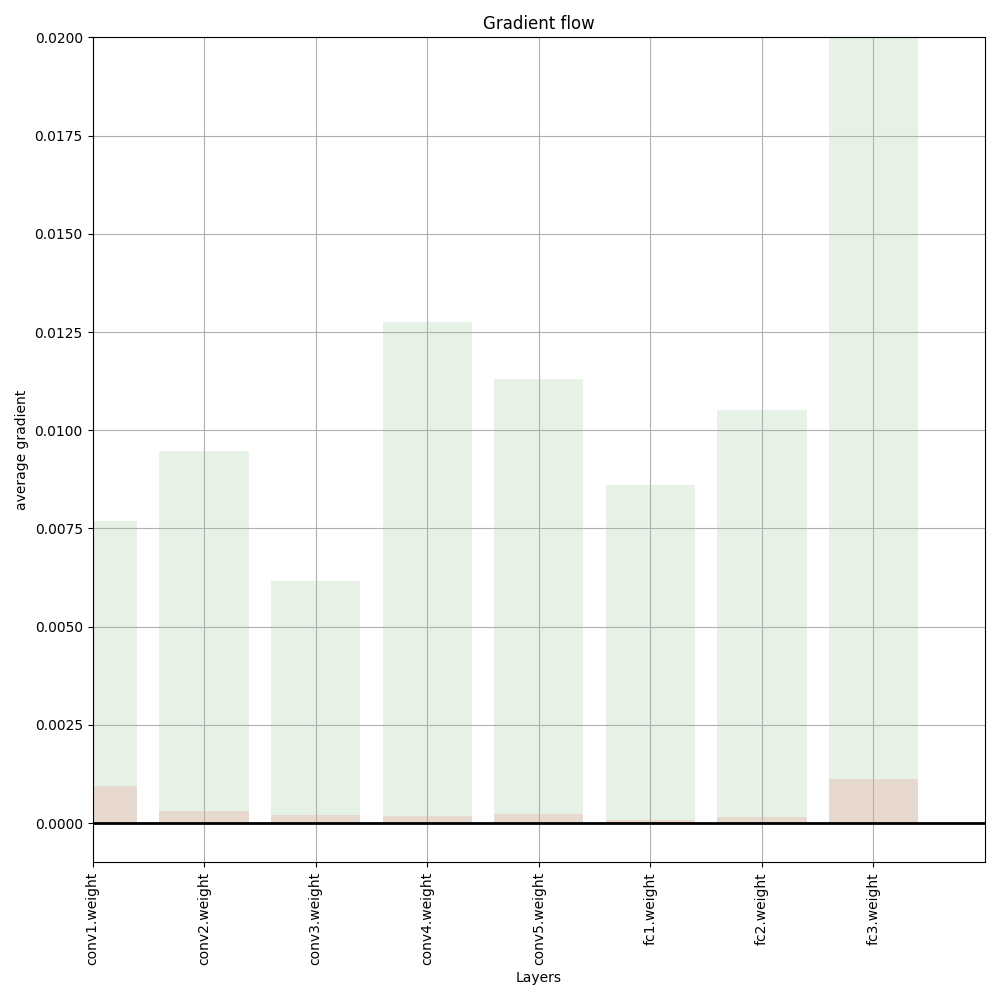 Gradient flow
0.0200
0.0175
0.0150
0.0125
0.0100
0.0075
0.0050
0.0025
0.0000
average gradient
conv1.weight
conv2.weight
conv3.weight
conv4.weight
conv5.weight
fc1.weight
fc2.weight
fc3.weight
Layers